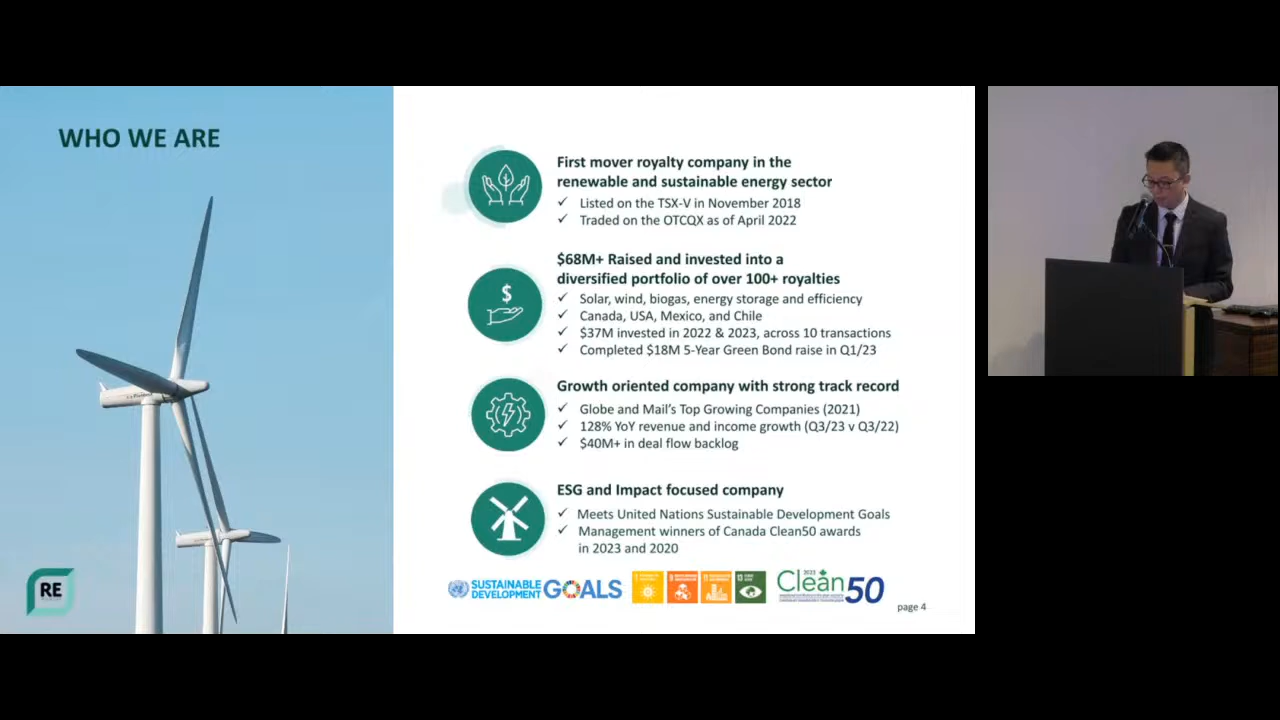 WHO WE ARE
First mover royalty company in the
renewable and sustainable energy sector
✓ Listed on the TSX-V in November 2018
✓ Traded on the OTCQX as of April 2022
$68M+ Raised and invested into a
diversified portfolio of over 100+ royalties
✓ Solar, wind, biogas, energy storage and efficiency
✓ Canada, USA, Mexico, and Chile
✓ $37M invested in 2022 & 2023, across 10 transactions
✓ Completed $18M 5-Year Green Bond raise in Q1/23
Growth oriented company with strong track record
✓ Globe and Mail's Top Growing Companies (2021)
✓ 128% YoY revenue and income growth (Q3/23 v Q3/22)
✓ $40M+ in deal flow backlog
ESG and Impact focused company
✓ Meets United Nations Sustainable Development Goals
✓ Management winners of Canada Clean50 awards
in 2023 and 2020
SUSTAINABLE
DEVELOPMENT GOALS
2023
Clean50
RE
page 4